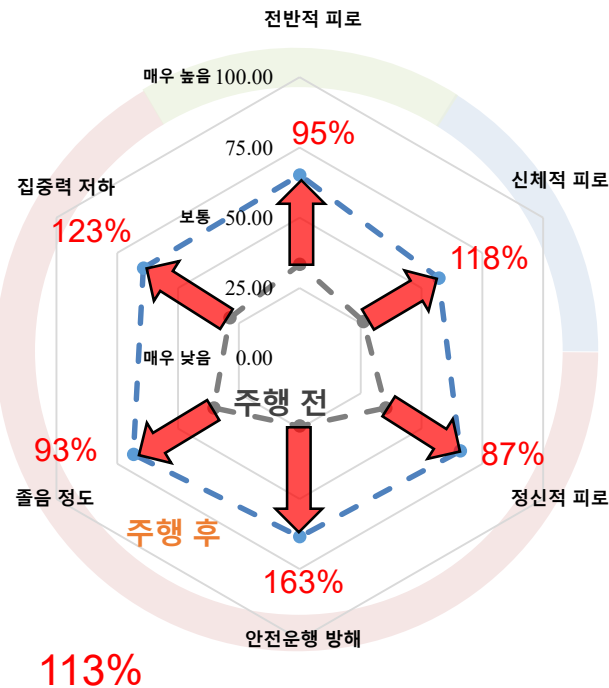 전반적 피로
매우 높음 100.00
95%
75.00
집중력 저하
신체적 피로
123%
보통 50.00
118%
25.00
매우 낮음 0.00
주행 전
93%
87%
졸음 정도
정신적 피로
주행 후
163%
안전운행 방해
113%